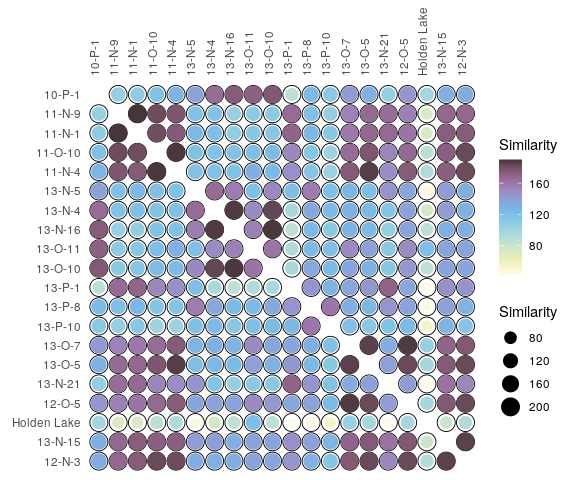 10-P-1
11-N-9
11-N-1
11-O-10
11-N-4
13-N-5
13-N-4
13-N-16
13-O-11
13-O-10
13-P-1
13-P-8
13-P-10
13-O-7
13-O-5
13-N-21
12-O-5
Holden Lake
13-N-15
12-N-3
10-P-1
11-N-9
11-N-1
11-O-10
11-N-4
13-N-5
13-N-4
13-N-16
13-O-11
13-O-10
13-P-1
13-P-8
13-P-10
13-O-7
13-O-5
13-N-21
12-O-5
Holden Lake
13-N-15
12-N-3
Similarity
160
120
80
Similarity
80
120
160
200